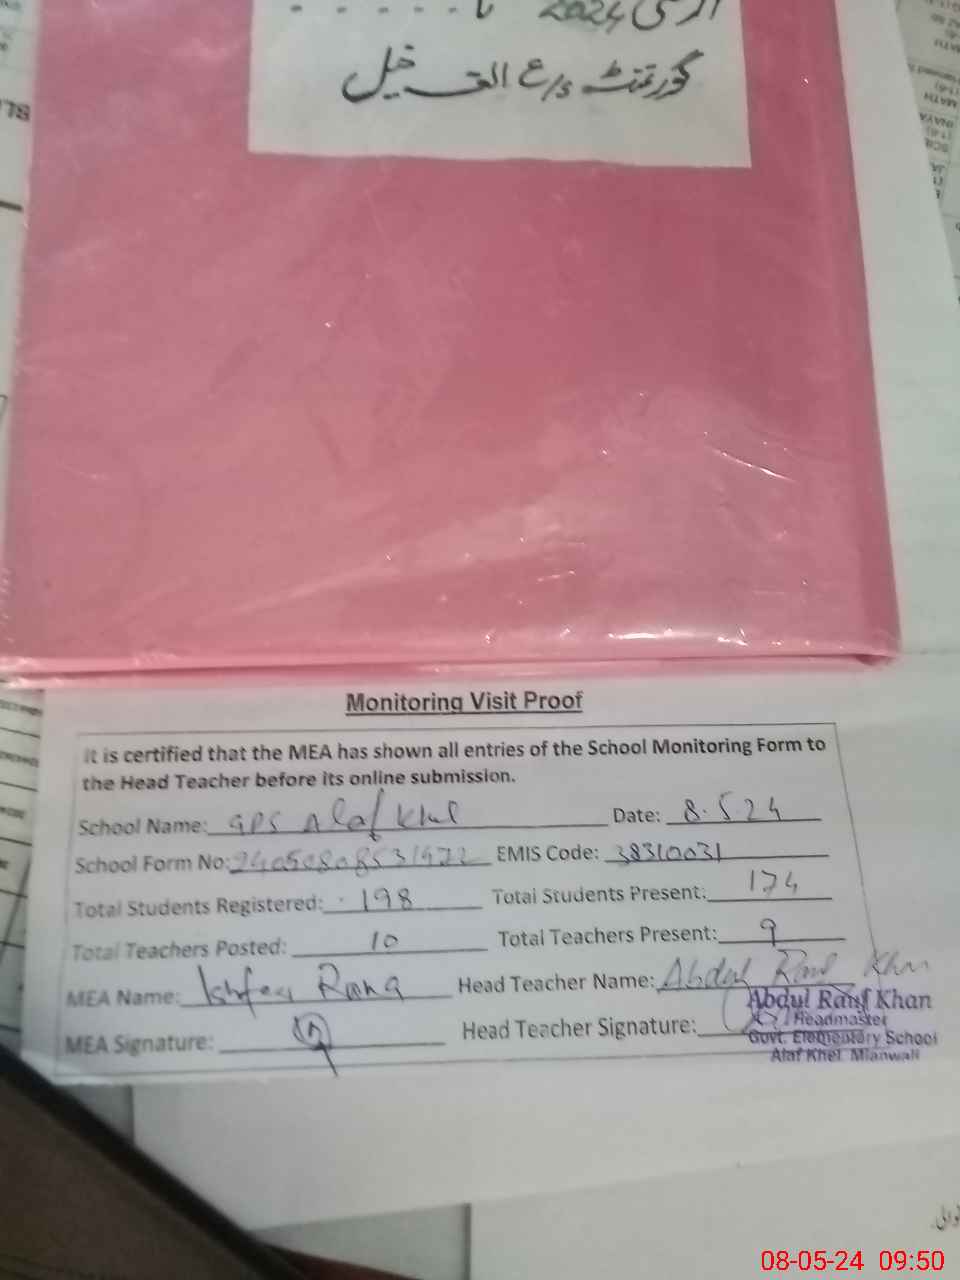 2024
گورنمنٹ
خیل
Monitoring Visit Proof
It is certified that the MEA has shown all entries of the School Monitoring Form to
the Head Teacher before its online submission.
School Name: GPS Alaf Khel Date: 8.5.24
School Form No: EMIS Code: 38310031
Total Students Registered: 198 Total Students Present: 174
Total Teachers Posted: 10 Total Teachers Present: 9
MEA Name: Ishfaq Rana Head Teacher Name: Abdul Rauf Khan
MEA Signature: Head Teacher Signature:
Abdul Rauf Khan
Headmaster
Govt. Elementary School
Alaf Khel Mianwali
08-05-24 09:50